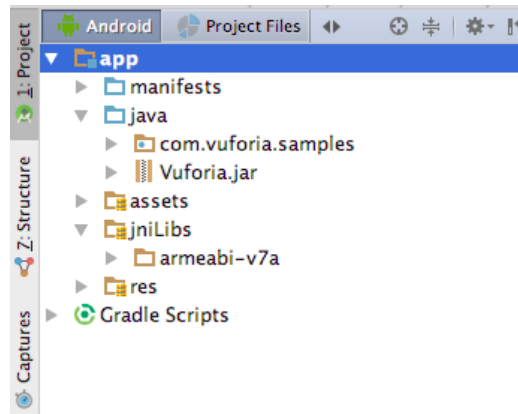 Android Project Files
app
manifests
java
com.vuforia.samples
Vuforia.jar
assets
jniLibs
armeabi-v7a
res
Gradle Scripts
1: Project
Z: Structure
Captures